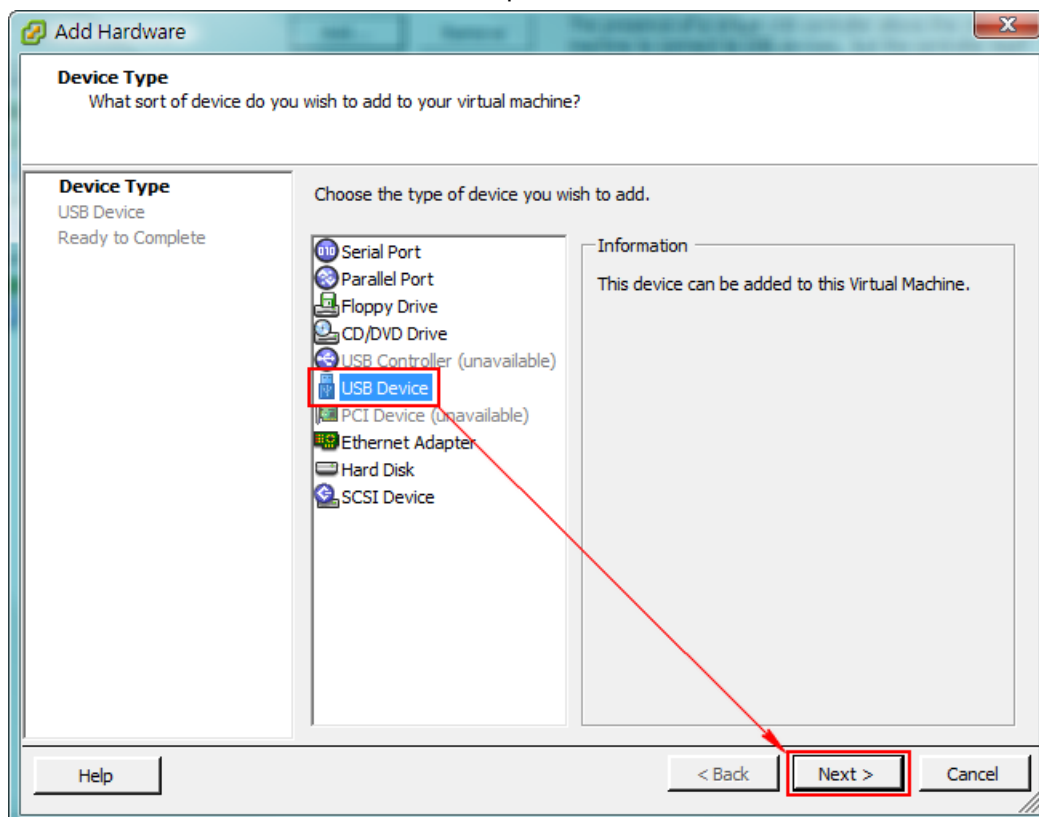 Add Hardware
Device Type
What sort of device do you wish to add to your virtual machine?
Device Type
USB Device
Ready to Complete
Choose the type of device you wish to add.
Serial Port
Parallel Port
Floppy Drive
CD/DVD Drive
USB Controller (unavailable)
USB Device
PCI Device (unavailable)
Ethernet Adapter
Hard Disk
SCSI Device
Information
This device can be added to this Virtual Machine.
Help
< Back
Next >
Cancel